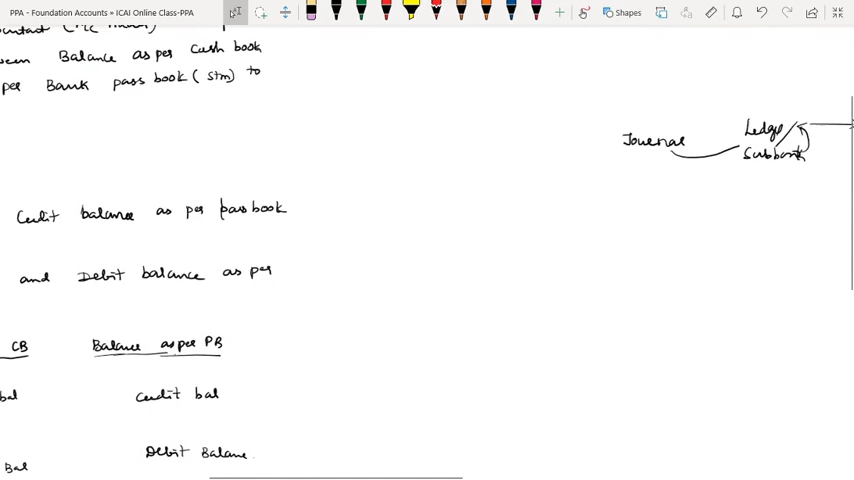 PPA - Foundation Accounts » ICAI Online Class-PPA
Shapes
ween Balance as per Cash book
per Bank pass book ( stm) to
Journal
Ledger
Subbook
Credit balance as per passbook
and Debit balance as per
CB Balance as per PB
bal Credit bal
Bal Debit Balance